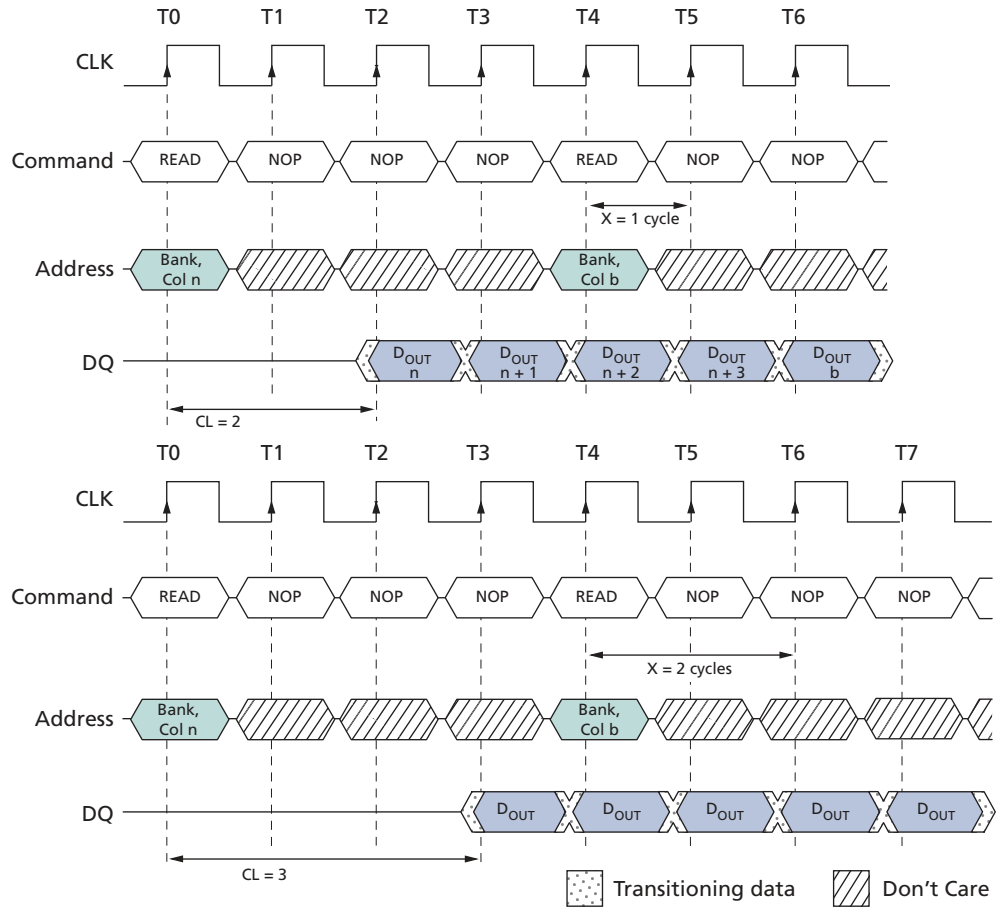 T0 T1 T2 T3 T4 T5 T6
CLK
Command READ NOP NOP NOP READ NOP NOP
X = 1 cycle
Address Bank, Col n Bank, Col b
DQ DOUT n DOUT n + 1 DOUT n + 2 DOUT n + 3 DOUT b
CL = 2
T0 T1 T2 T3 T4 T5 T6 T7
CLK
Command READ NOP NOP NOP READ NOP NOP NOP
X = 2 cycles
Address Bank, Col n Bank, Col b
DQ DOUT DOUT DOUT DOUT DOUT
CL = 3
Transitioning data Don't Care